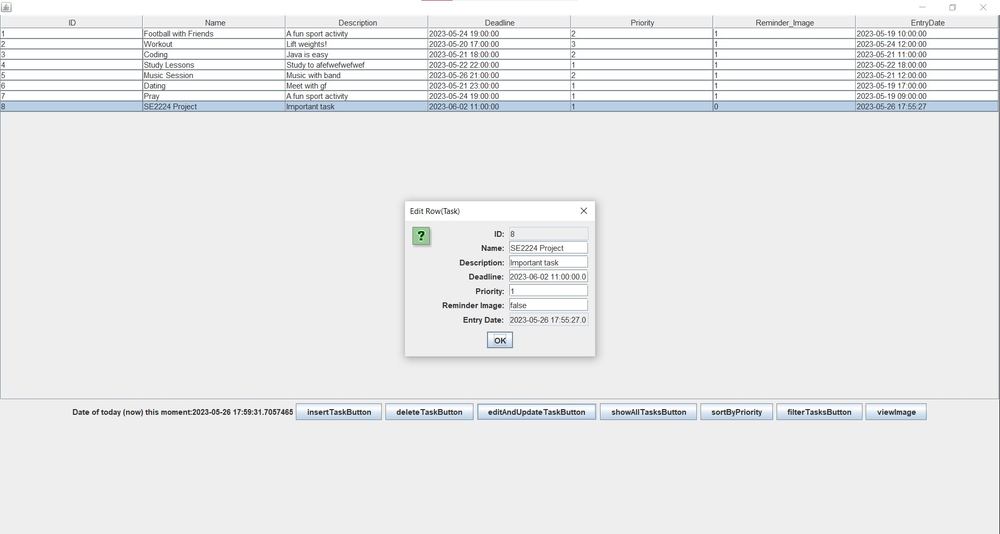 ID Name Description Deadline Priority Reminder_Image EntryDate
1 Football with Friends A fun sport activity 2023-05-24 19:00:00 2 1 2023-05-19 10:00:00
2 Workout Lift weights! 2023-05-20 17:00:00 3 1 2023-05-24 12:00:00
3 Coding Java is easy 2023-05-21 18:00:00 2 1 2023-05-21 11:00:00
4 Study Lessons Study to afefwefwefwef 2023-05-22 22:00:00 1 1 2023-05-22 18:00:00
5 Music Session Music with band 2023-05-26 21:00:00 2 1 2023-05-21 12:00:00
6 Dating Meet with gf 2023-05-21 23:00:00 1 1 2023-05-19 17:00:00
7 Pray A fun sport activity 2023-05-24 19:00:00 1 1 2023-05-19 09:00:00
8 SE2224 Project Important task 2023-06-02 11:00:00 1 0 2023-05-26 17:55:27
Edit Row(Task)
?
ID: 8
Name: SE2224 Project
Description: Important task
Deadline: 2023-06-02 11:00:00.0
Priority: 1
Reminder Image: false
Entry Date: 2023-05-26 17:55:27.0
OK
Date of today (now) this moment:2023-05-26 17:59:31.7057465 insertTaskButton deleteTaskButton editAndUpdateTaskButton showAllTasksButton sortByPriority filterTasksButton viewImage